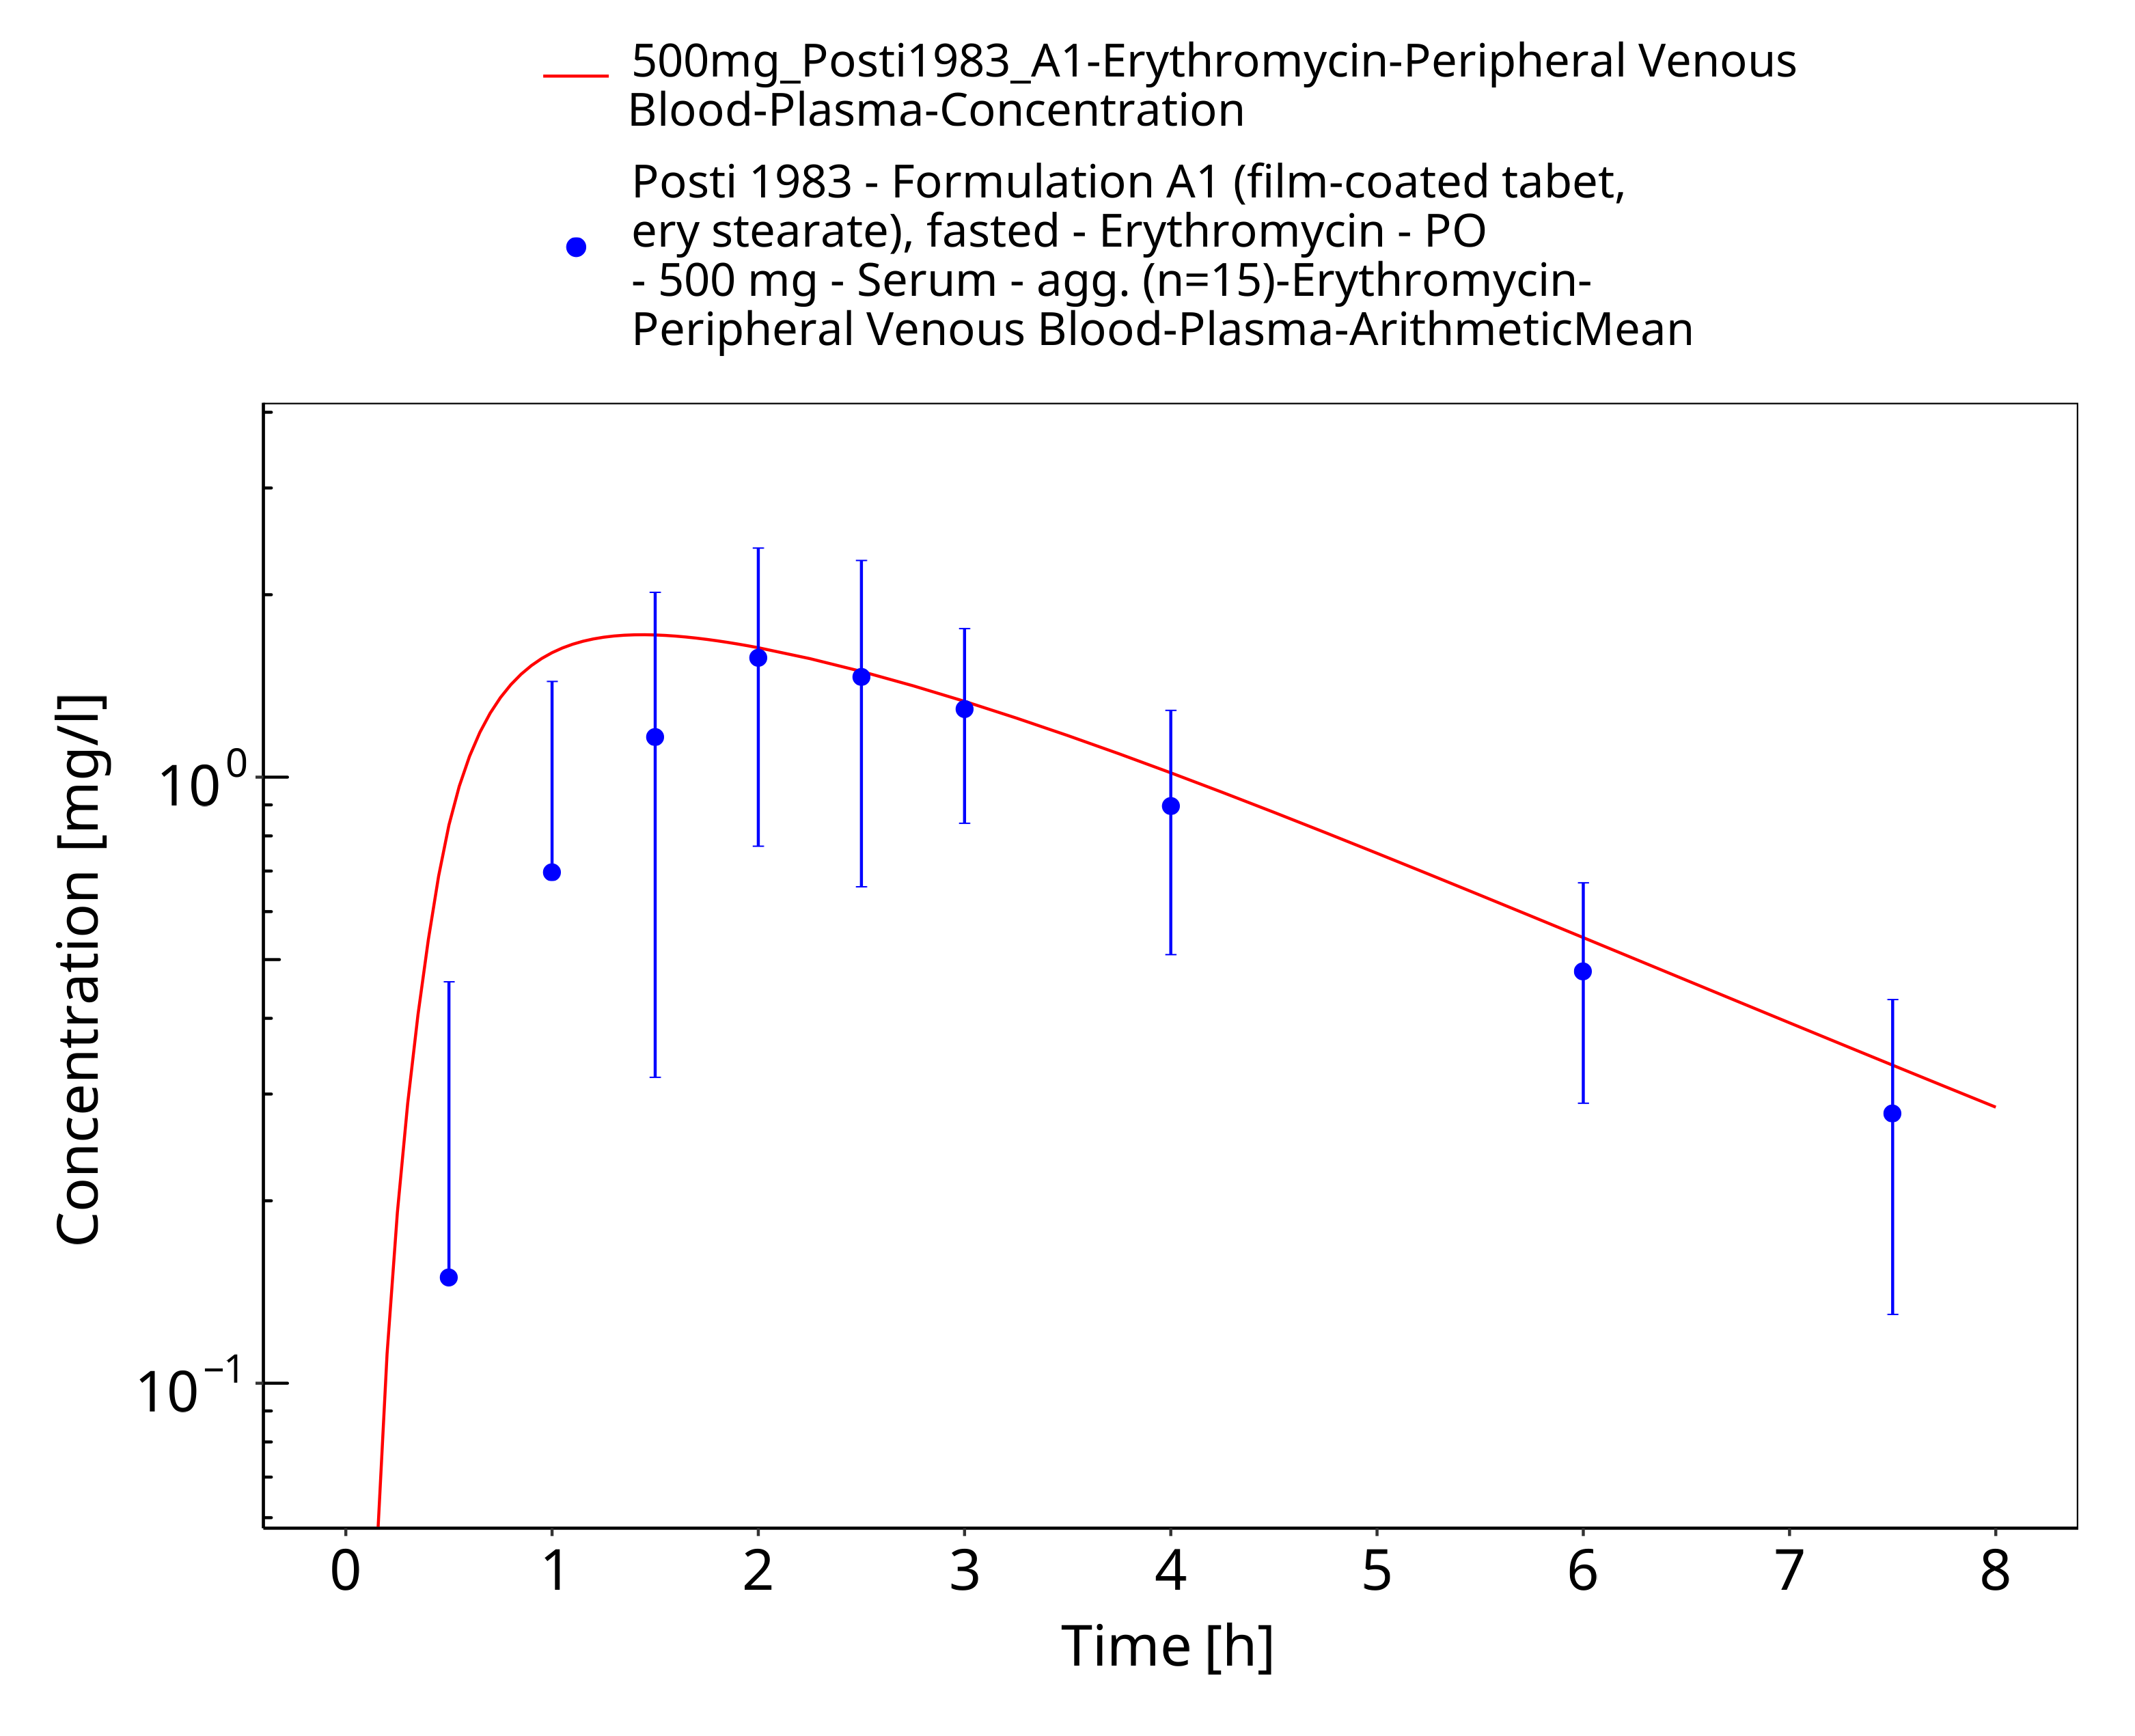 500mg_Posti1983_A1-Erythromycin-Peripheral Venous
Blood-Plasma-Concentration
Posti 1983 - Formulation A1 (film-coated tabet,
ery stearate), fasted - Erythromycin - PO
- 500 mg - Serum - agg. (n=15)-Erythromycin-
Peripheral Venous Blood-Plasma-ArithmeticMean
Concentration [mg/l]
10⁰
10⁻¹
0 1 2 3 4 5 6 7 8
Time [h]